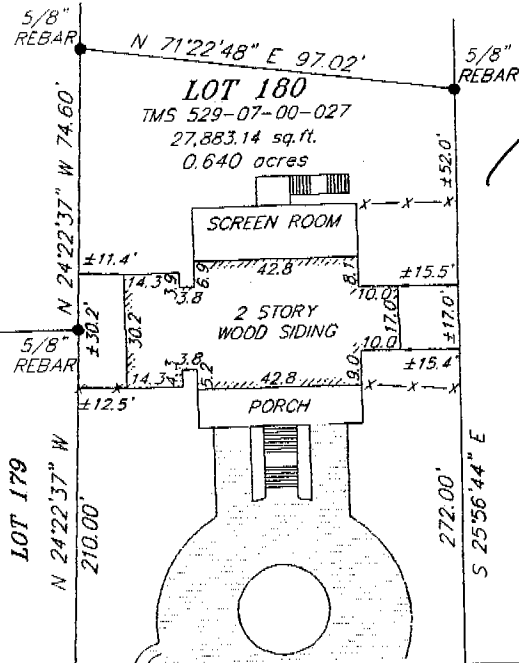 5/8"
REBAR
N 71°22'48" E 97.02'
5/8"
REBAR
LOT 180
TMS 529-07-00-027
27,883.14 sq.ft.
0.640 acres
N 24°22'37" W 74.60'
±52.0'
SCREEN ROOM
±11.4'
14.3
3.9
3.8
6.9
42.8
8.1
±15.5'
10.0
±30.2'
30.2'
2 STORY
WOOD SIDING
17.0
±17.0'
5/8"
REBAR
10.0
±15.4'
3.8
14.3
5.2
42.8
9.0
±12.5'
PORCH
LOT 179
N 24°22'37" W
210.00'
272.00'
S 25°56'44" E